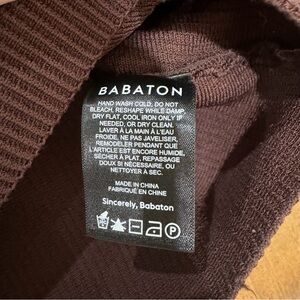 BABATON
HAND WASH COLD, DO NOT
BLEACH, RESHAPE WHILE DAMP,
DRY FLAT, COOL IRON ONLY IF
NEEDED, OR DRY CLEAN.
LAVER À LA MAIN À L'EAU
FROIDE, NE PAS JAVELISER,
REMODELER PENDANT QUE
L'ARTICLE EST ENCORE HUMIDE,
SÉCHER À PLAT, REPASSAGE
DOUX SI NÉCESSAIRE, OU
NETTOYER À SEC.
MADE IN CHINA
FABRIQUÉ EN CHINE
Sincerely, Babaton
P